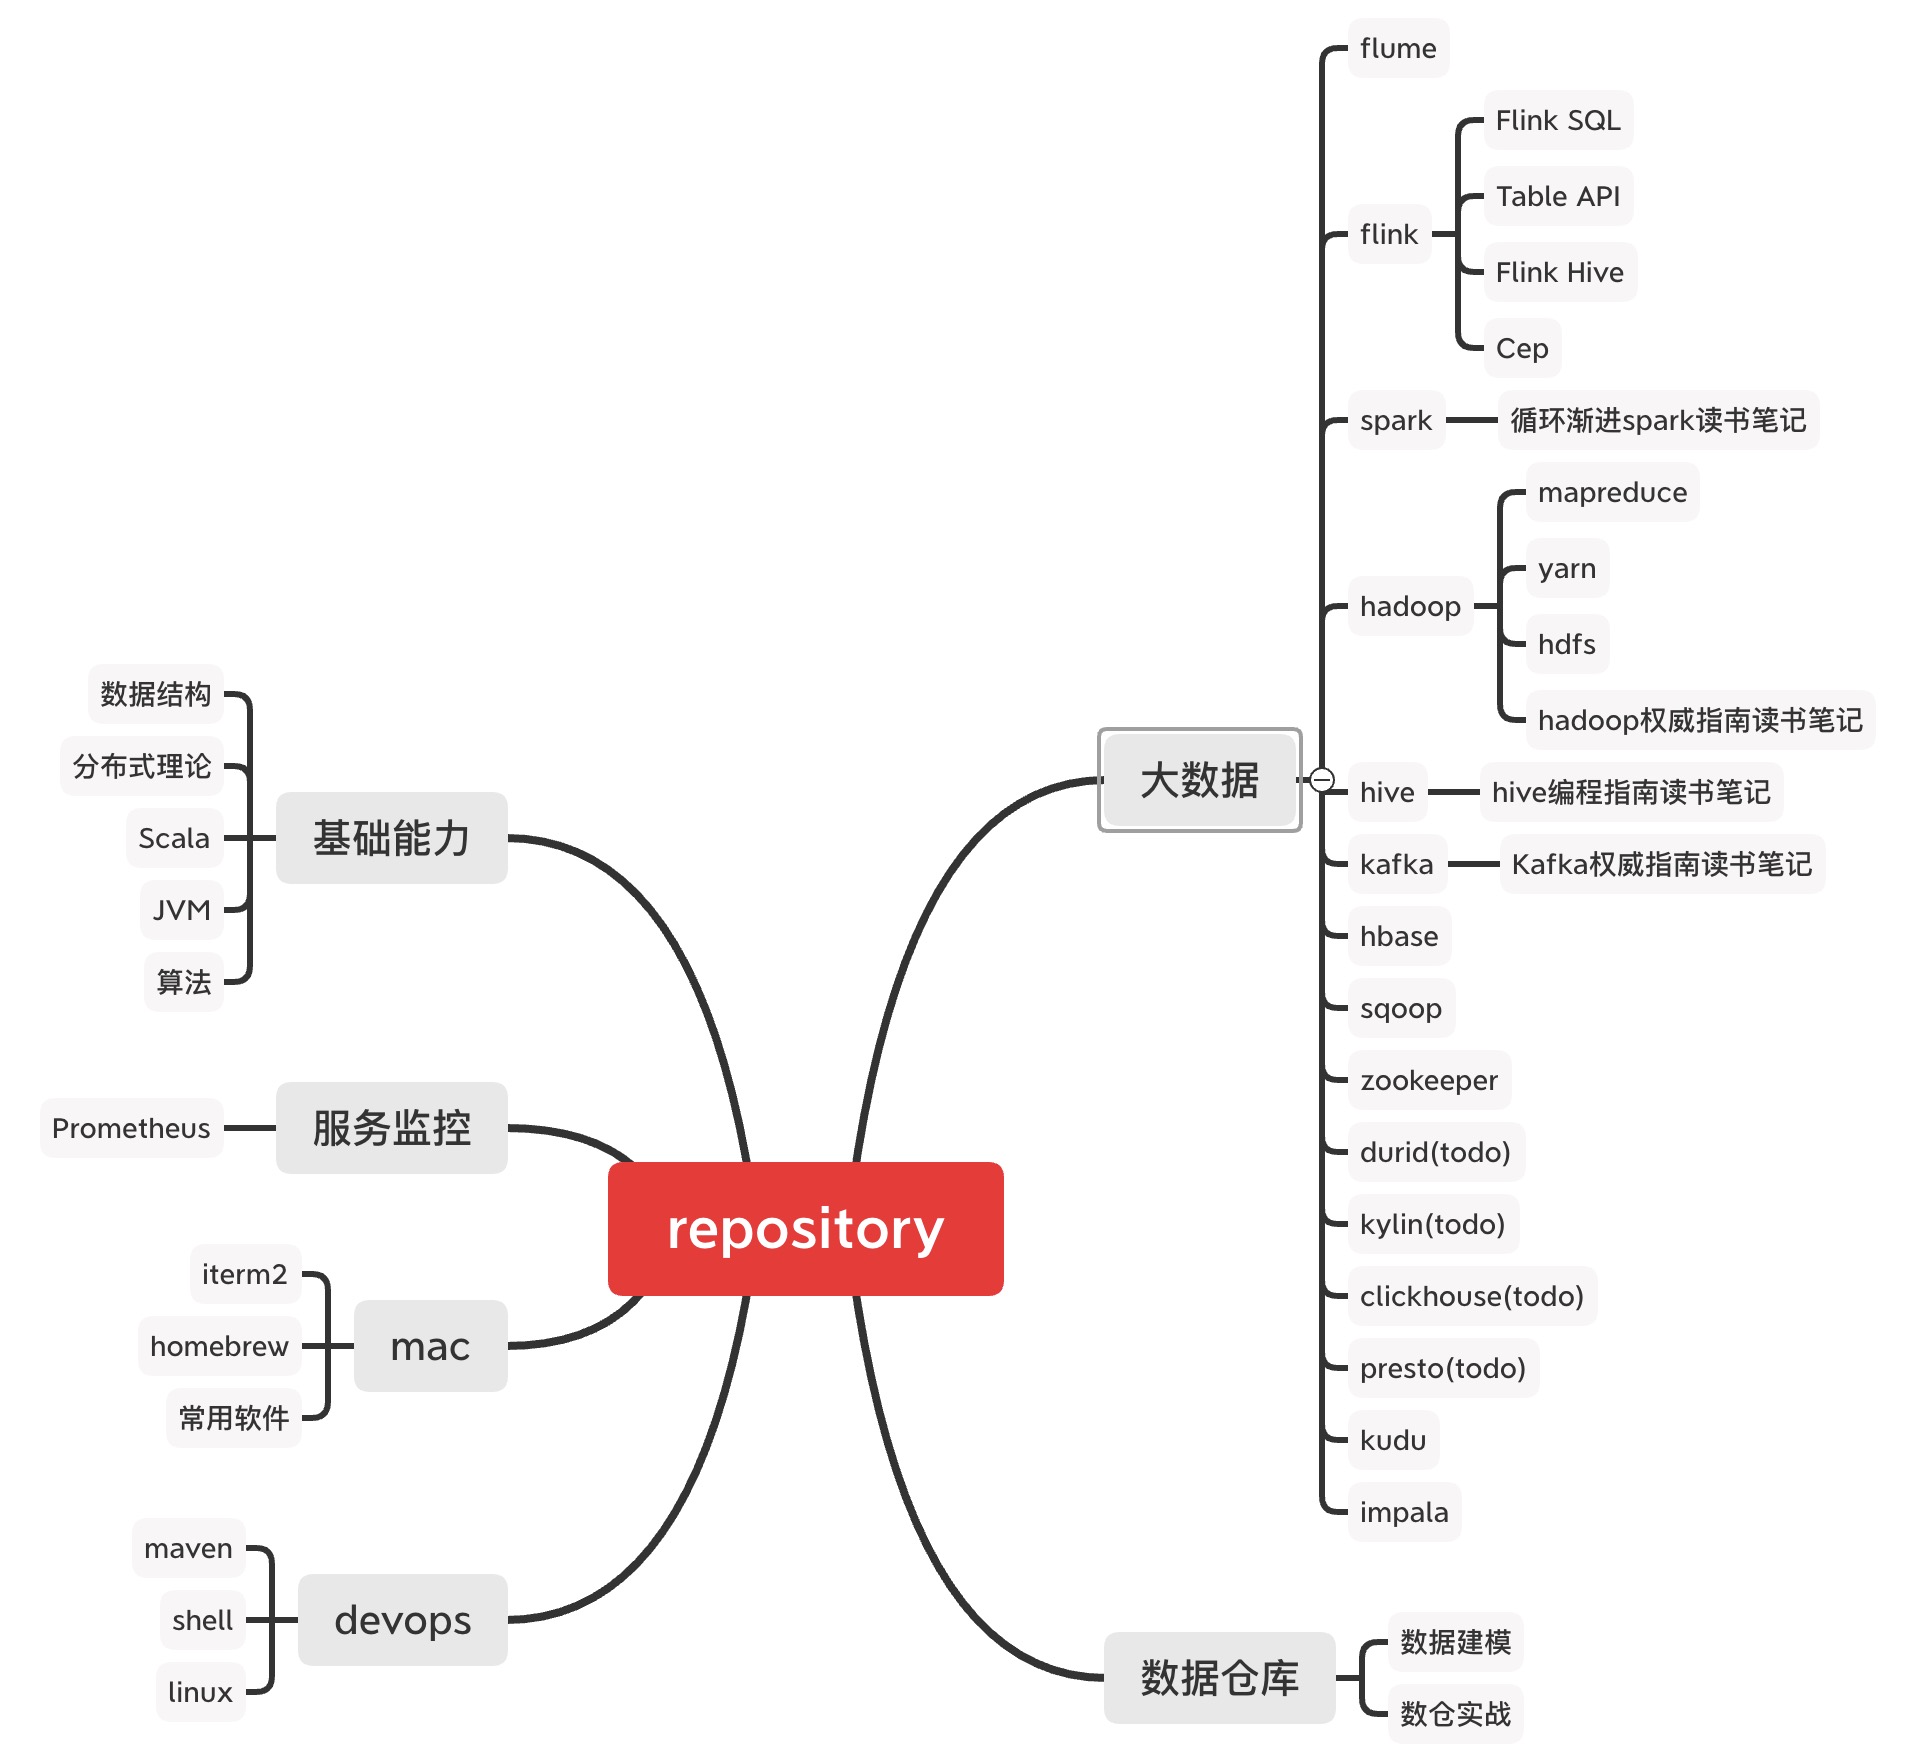 repository
大数据
flume
flink
Flink SQL
Table API
Flink Hive
Cep
spark
循环渐进spark读书笔记
hadoop
mapreduce
yarn
hdfs
hadoop权威指南读书笔记
hive
hive编程指南读书笔记
kafka
Kafka权威指南读书笔记
hbase
sqoop
zookeeper
durid(todo)
kylin(todo)
clickhouse(todo)
presto(todo)
kudu
impala
数据仓库
数据建模
数仓实战
基础能力
数据结构
分布式理论
Scala
JVM
算法
服务监控
Prometheus
mac
iterm2
homebrew
常用软件
devops
maven
shell
linux